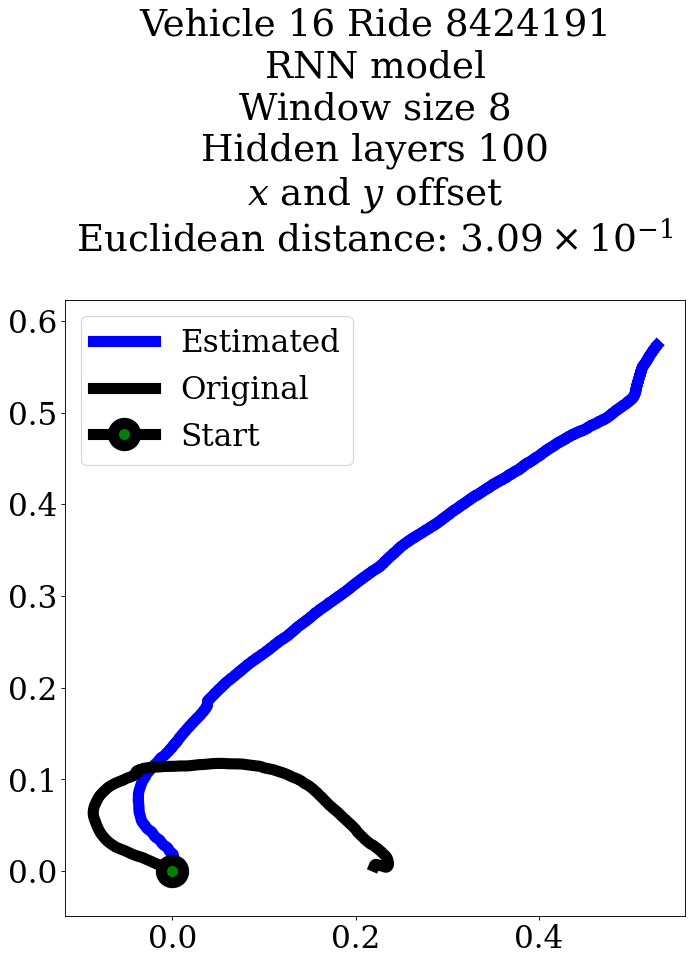 Vehicle 16 Ride 8424191
RNN model
Window size 8
Hidden layers 100
x and y offset
Euclidean distance: 3.09 × 10⁻¹
Estimated
Original
Start
0.6
0.5
0.4
0.3
0.2
0.1
0.0
0.0 0.2 0.4